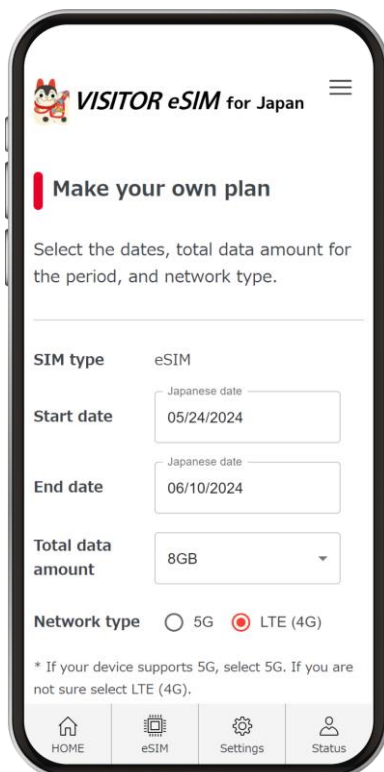 VISITOR eSIM for Japan
Make your own plan
Select the dates, total data amount for
the period, and network type.
SIM type eSIM
Japanese date
Start date 05/24/2024
Japanese date
End date 06/10/2024
Total data
amount
8GB
Network type 5G LTE (4G)
* If your device supports 5G, select 5G. If you are
not sure select LTE (4G).
HOME eSIM Settings Status